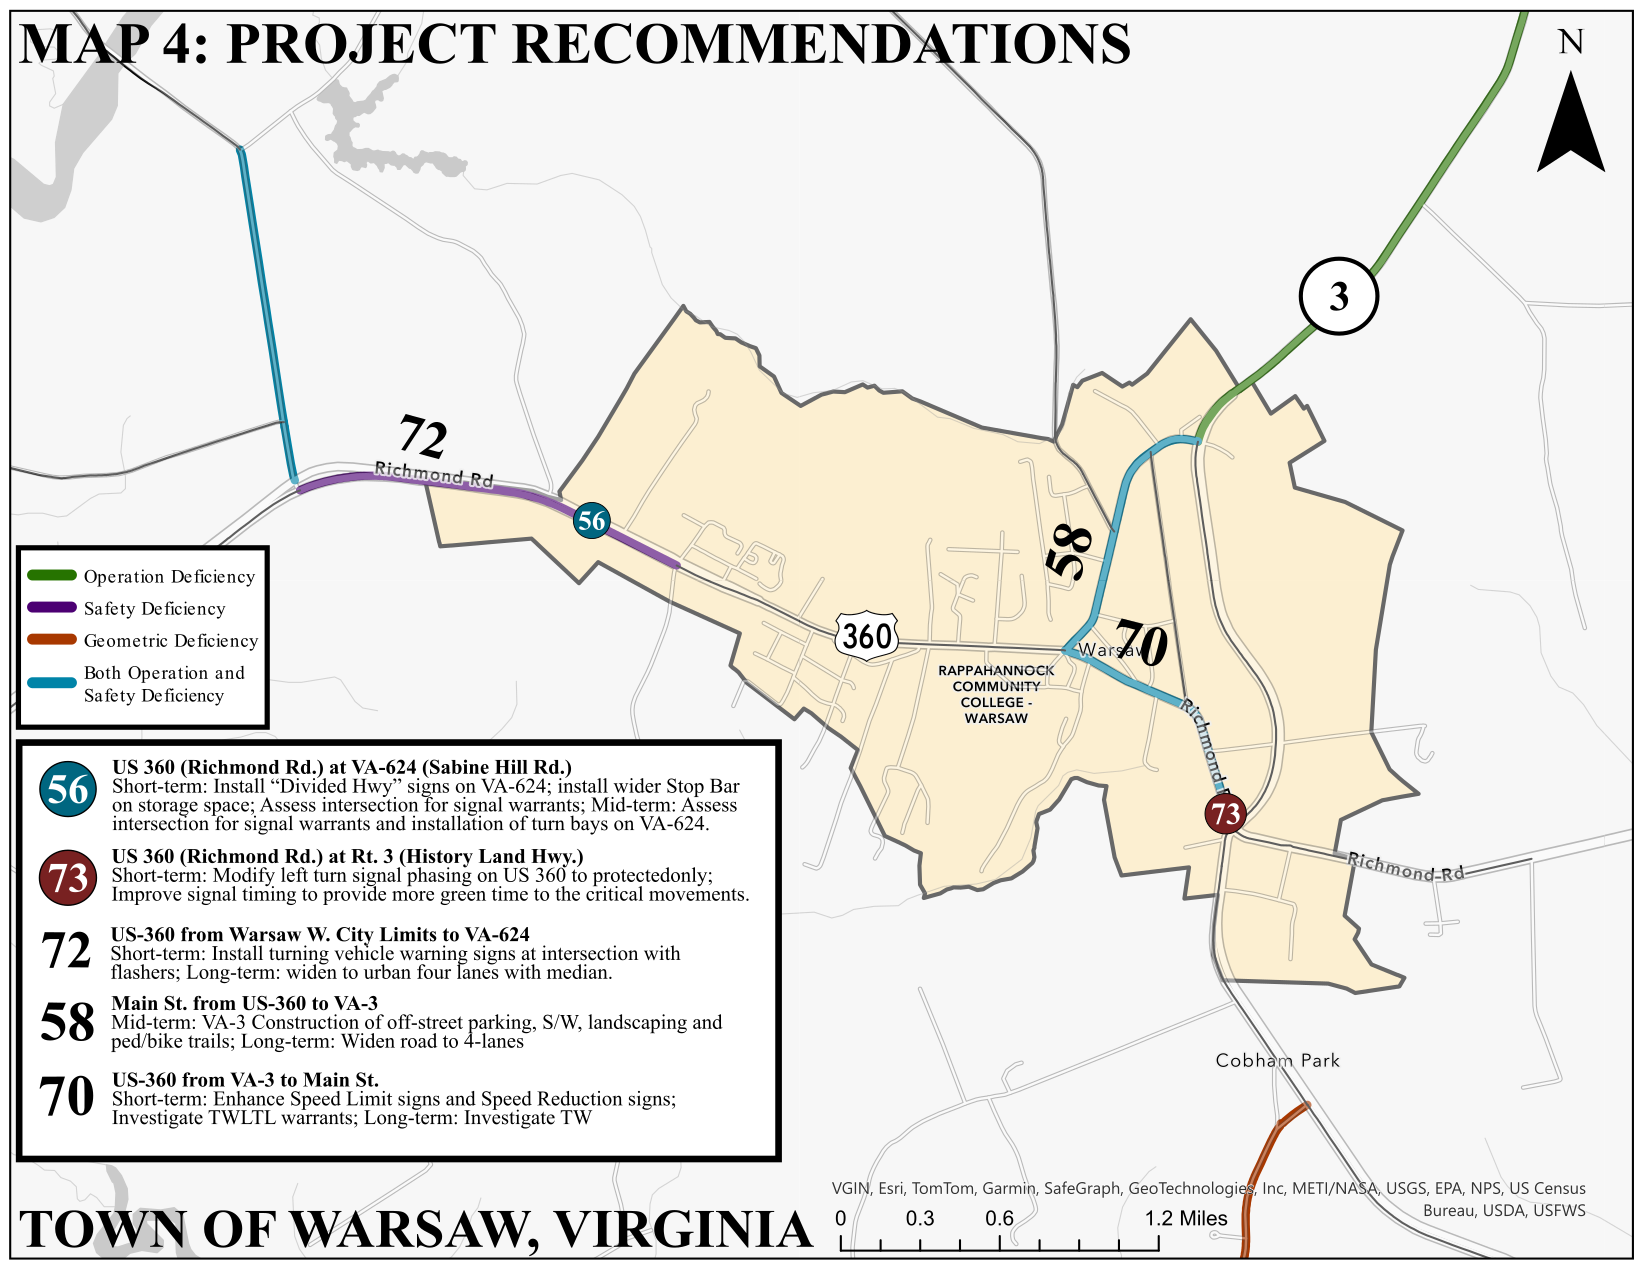 MAP 4: PROJECT RECOMMENDATIONS
N
3
72
Richmond Rd
56
58
360
70
Warsaw
RAPPAHANNOCK
COMMUNITY
COLLEGE -
WARSAW
Richmond
73
Richmond Rd
Cobham Park
Operation Deficiency
Safety Deficiency
Geometric Deficiency
Both Operation and
Safety Deficiency
56
US 360 (Richmond Rd.) at VA-624 (Sabine Hill Rd.)
Short-term: Install “Divided Hwy” signs on VA-624; install wider Stop Bar
on storage space; Assess intersection for signal warrants; Mid-term: Assess
intersection for signal warrants and installation of turn bays on VA-624.
73
US 360 (Richmond Rd.) at Rt. 3 (History Land Hwy.)
Short-term: Modify left turn signal phasing on US 360 to protectedonly;
Improve signal timing to provide more green time to the critical movements.
72
US-360 from Warsaw W. City Limits to VA-624
Short-term: Install turning vehicle warning signs at intersection with
flashers; Long-term: widen to urban four lanes with median.
58
Main St. from US-360 to VA-3
Mid-term: VA-3 Construction of off-street parking, S/W, landscaping and
ped/bike trails; Long-term: Widen road to 4-lanes
70
US-360 from VA-3 to Main St.
Short-term: Enhance Speed Limit signs and Speed Reduction signs;
Investigate TWLTL warrants; Long-term: Investigate TW
VGIN, Esri, TomTom, Garmin, SafeGraph, GeoTechnologies, Inc, METI/NASA, USGS, EPA, NPS, US Census
Bureau, USDA, USFWS
0 0.3 0.6 1.2 Miles
TOWN OF WARSAW, VIRGINIA